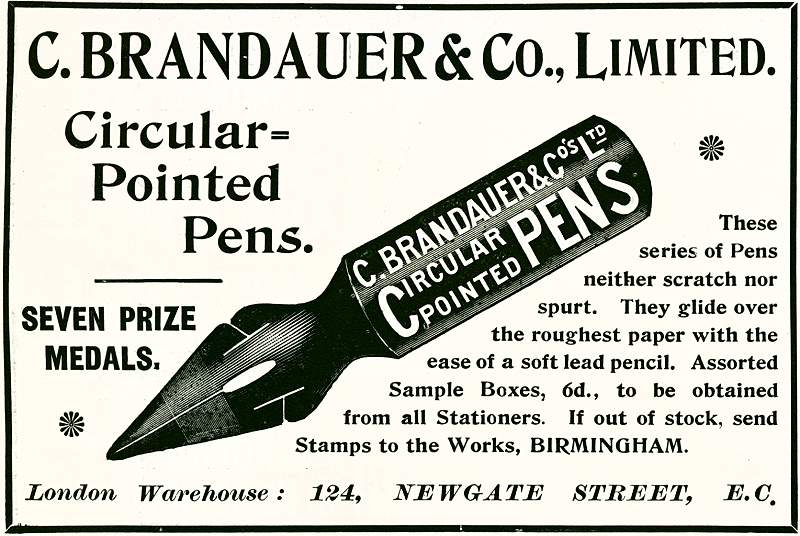 C. BRANDAUER & CO., LIMITED.
Circular=
Pointed
Pens.
SEVEN PRIZE
MEDALS.
C. BRANDAUER & CO'S LTD
CIRCULAR
POINTED
PENS
These
series of Pens
neither scratch nor
spurt. They glide over
the roughest paper with the
ease of a soft lead pencil. Assorted
Sample Boxes, 6d., to be obtained
from all Stationers. If out of stock, send
Stamps to the Works, BIRMINGHAM.
London Warehouse: 124, NEWGATE STREET, E.C.